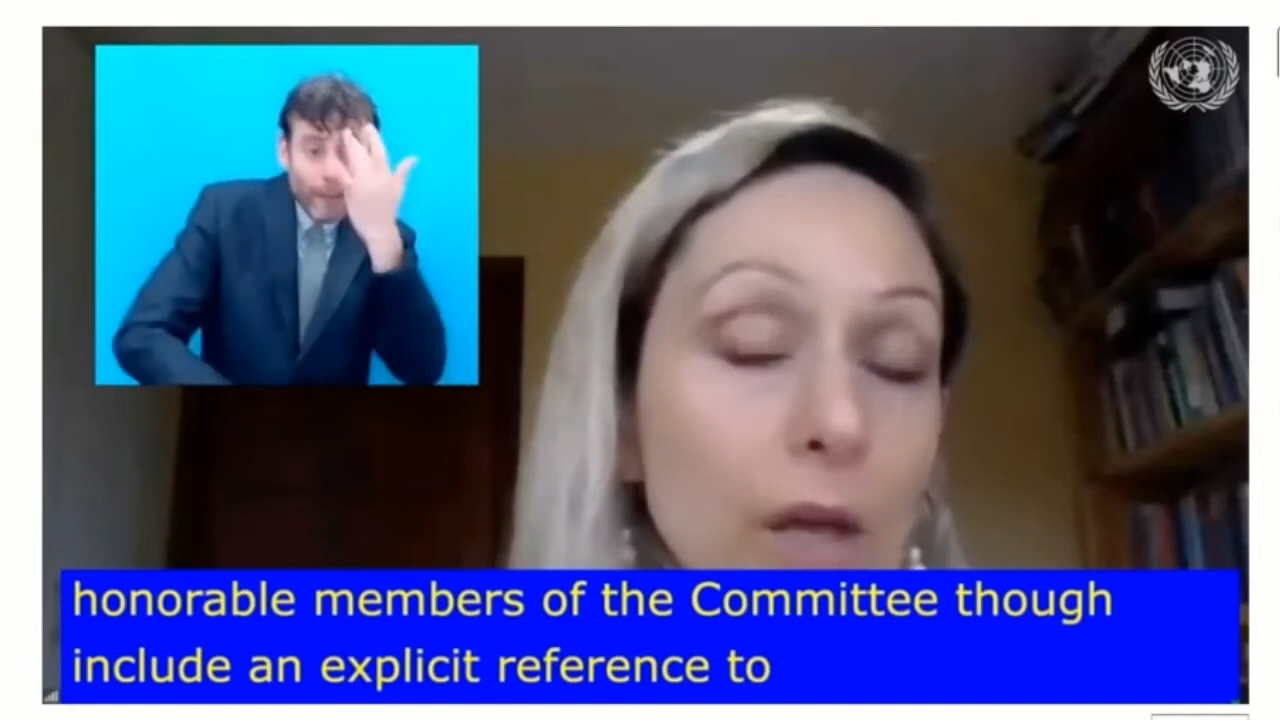 honorable members of the Committee though
include an explicit reference to